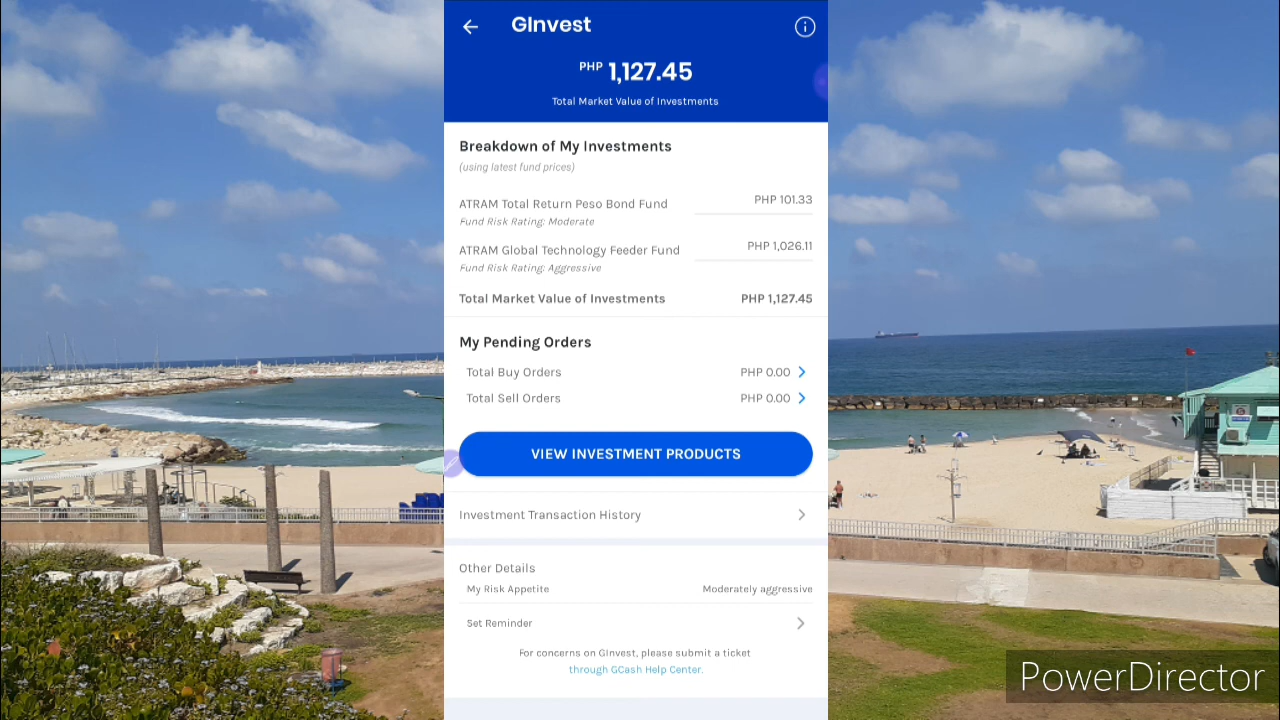 GInvest
PHP 1,127.45
Total Market Value of Investments
Breakdown of My Investments
(using latest fund prices)
ATRAM Total Return Peso Bond Fund PHP 101.33
Fund Risk Rating: Moderate
ATRAM Global Technology Feeder Fund PHP 1,026.11
Fund Risk Rating: Aggressive
Total Market Value of Investments PHP 1,127.45
My Pending Orders
Total Buy Orders PHP 0.00
Total Sell Orders PHP 0.00
VIEW INVESTMENT PRODUCTS
Investment Transaction History
Other Details
My Risk Appetite Moderately aggressive
Set Reminder
For concerns on GInvest, please submit a ticket
through GCash Help Center.
PowerDirector